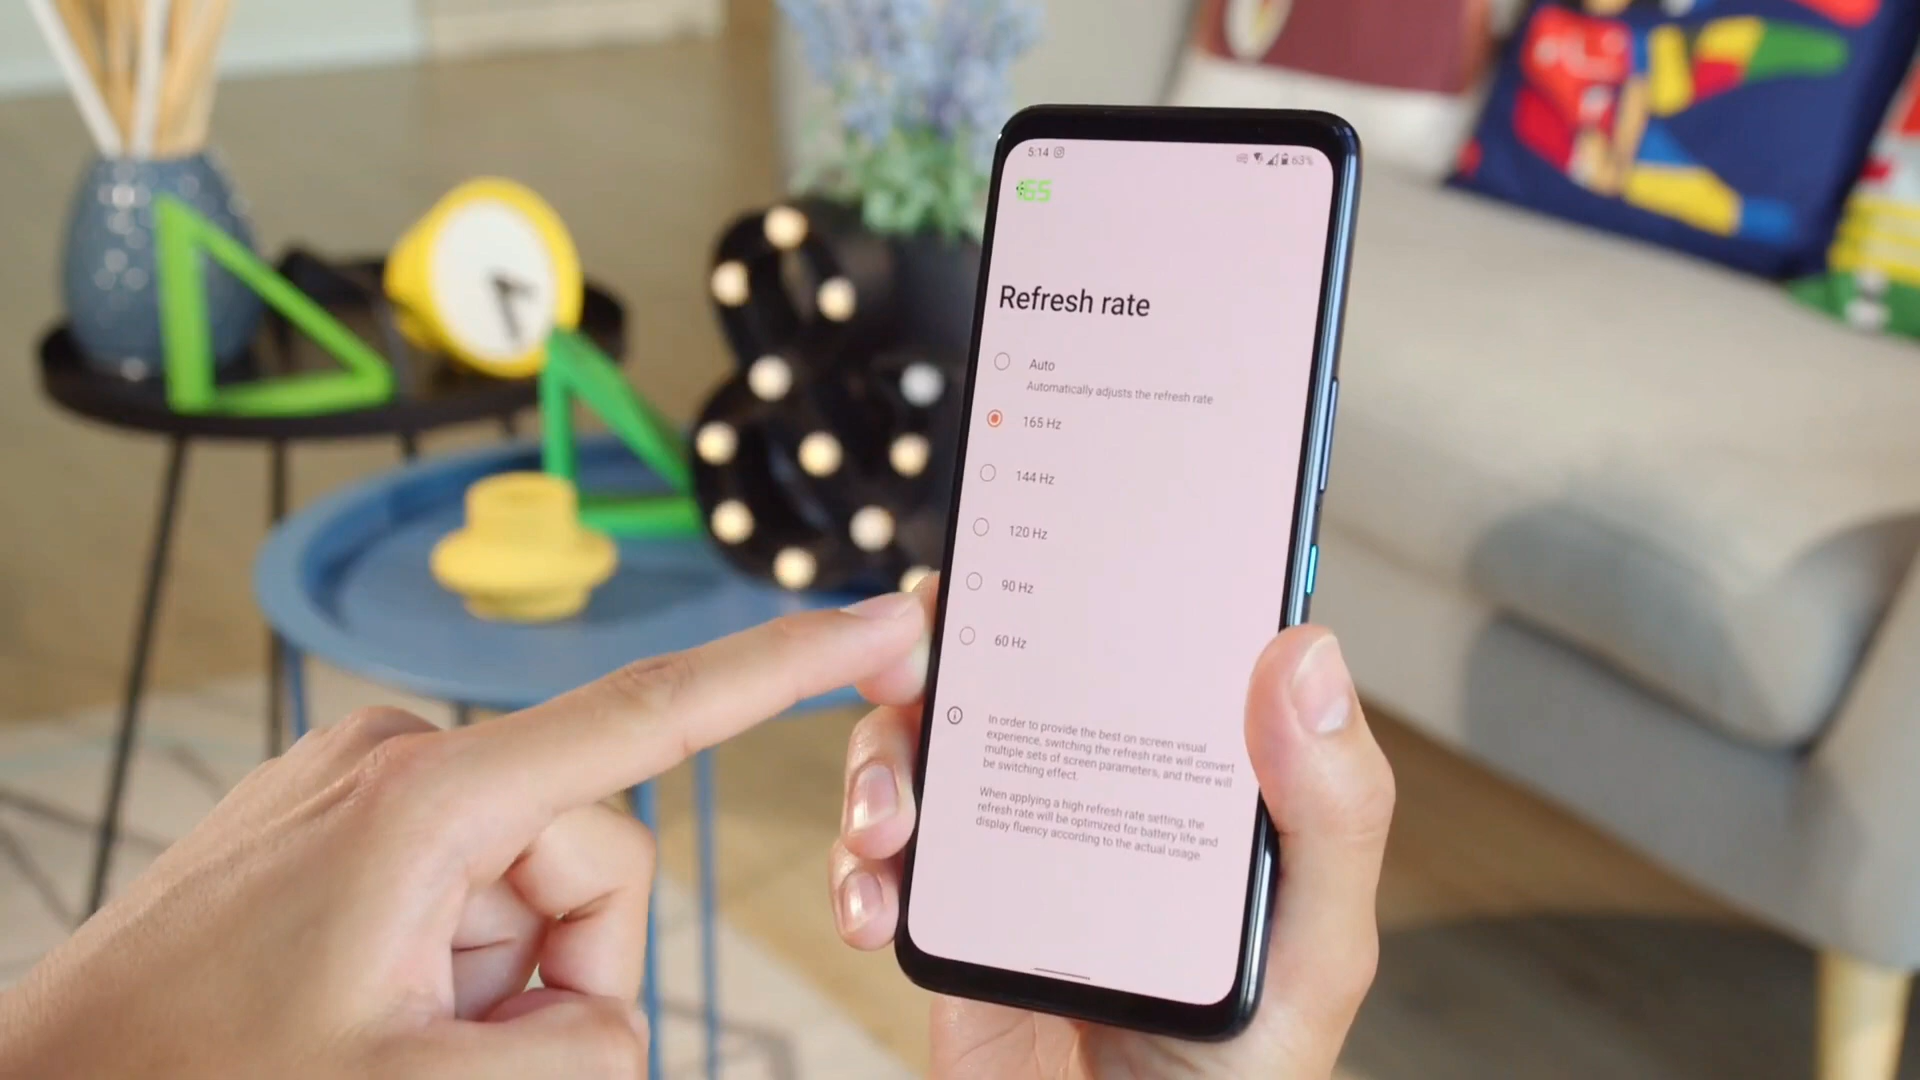 5:14
63%
165
Refresh rate
Auto
Automatically adjusts the refresh rate
165 Hz
144 Hz
120 Hz
90 Hz
60 Hz
In order to provide the best on screen visual
experience, switching the refresh rate will convert
multiple sets of screen parameters, and there will
be switching effect.
When applying a high refresh rate setting, the
refresh rate will be optimized for battery life and
display fluency according to the actual usage.